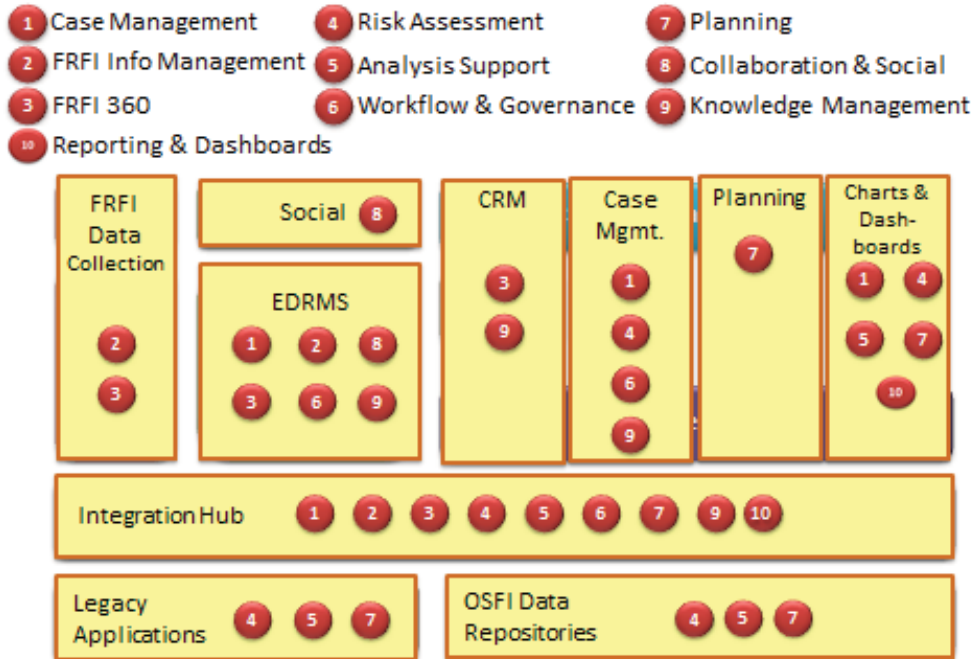 1 Case Management 4 Risk Assessment 7 Planning
2 FRFI Info Management 5 Analysis Support 8 Collaboration & Social
3 FRFI 360 6 Workflow & Governance 9 Knowledge Management
10 Reporting & Dashboards
FRFI
Data
Collection
2
3
Social 8
EDRMS
1 2 8
3 6 9
CRM
3
9
Case
Mgmt.
1
4
6
9
Planning
7
Charts &
Dash-
boards
1 4
5 7
10
Integration Hub 1 2 3 4 5 6 7 9 10
Legacy
Applications 4 5 7
OSFI Data
Repositories 4 5 7